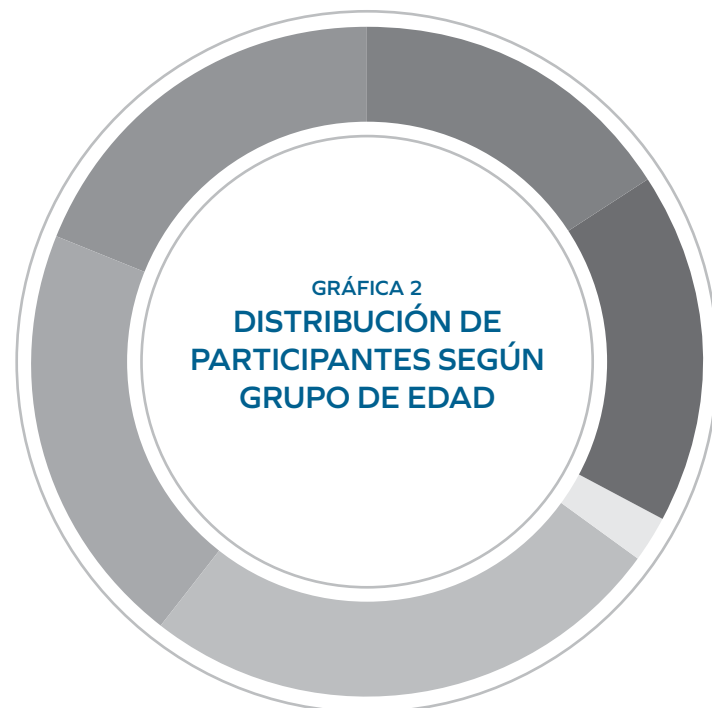 GRÁFICA 2
DISTRIBUCIÓN DE
PARTICIPANTES SEGÚN
GRUPO DE EDAD